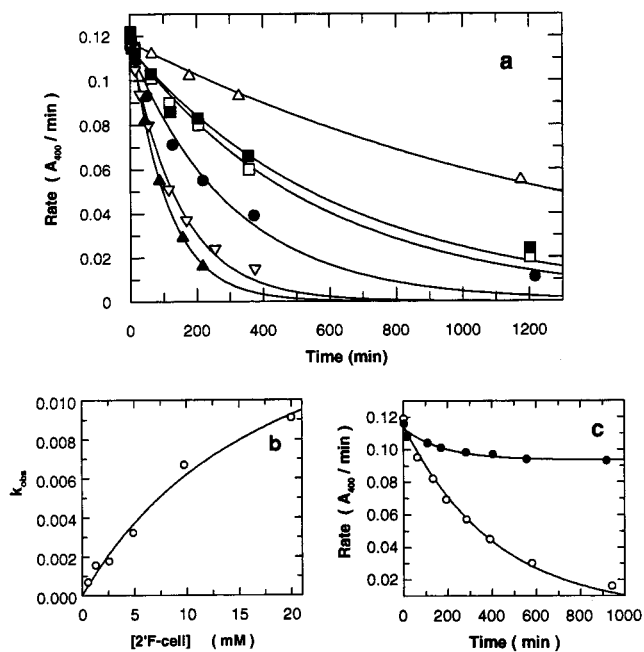 a
Rate ( A400 / min )
0.12
0.1
0.08
0.06
0.04
0.02
0
0 200 400 600 800 1000 1200
Time (min)
b
kobs
0.010
0.008
0.006
0.004
0.002
0.000
0 5 10 15 20
[2'F-cell] ( mM )
c
Rate ( A400 / min )
0.12
0.10
0.08
0.06
0.04
0.02
0 200 400 600 800 1000
Time ( min )